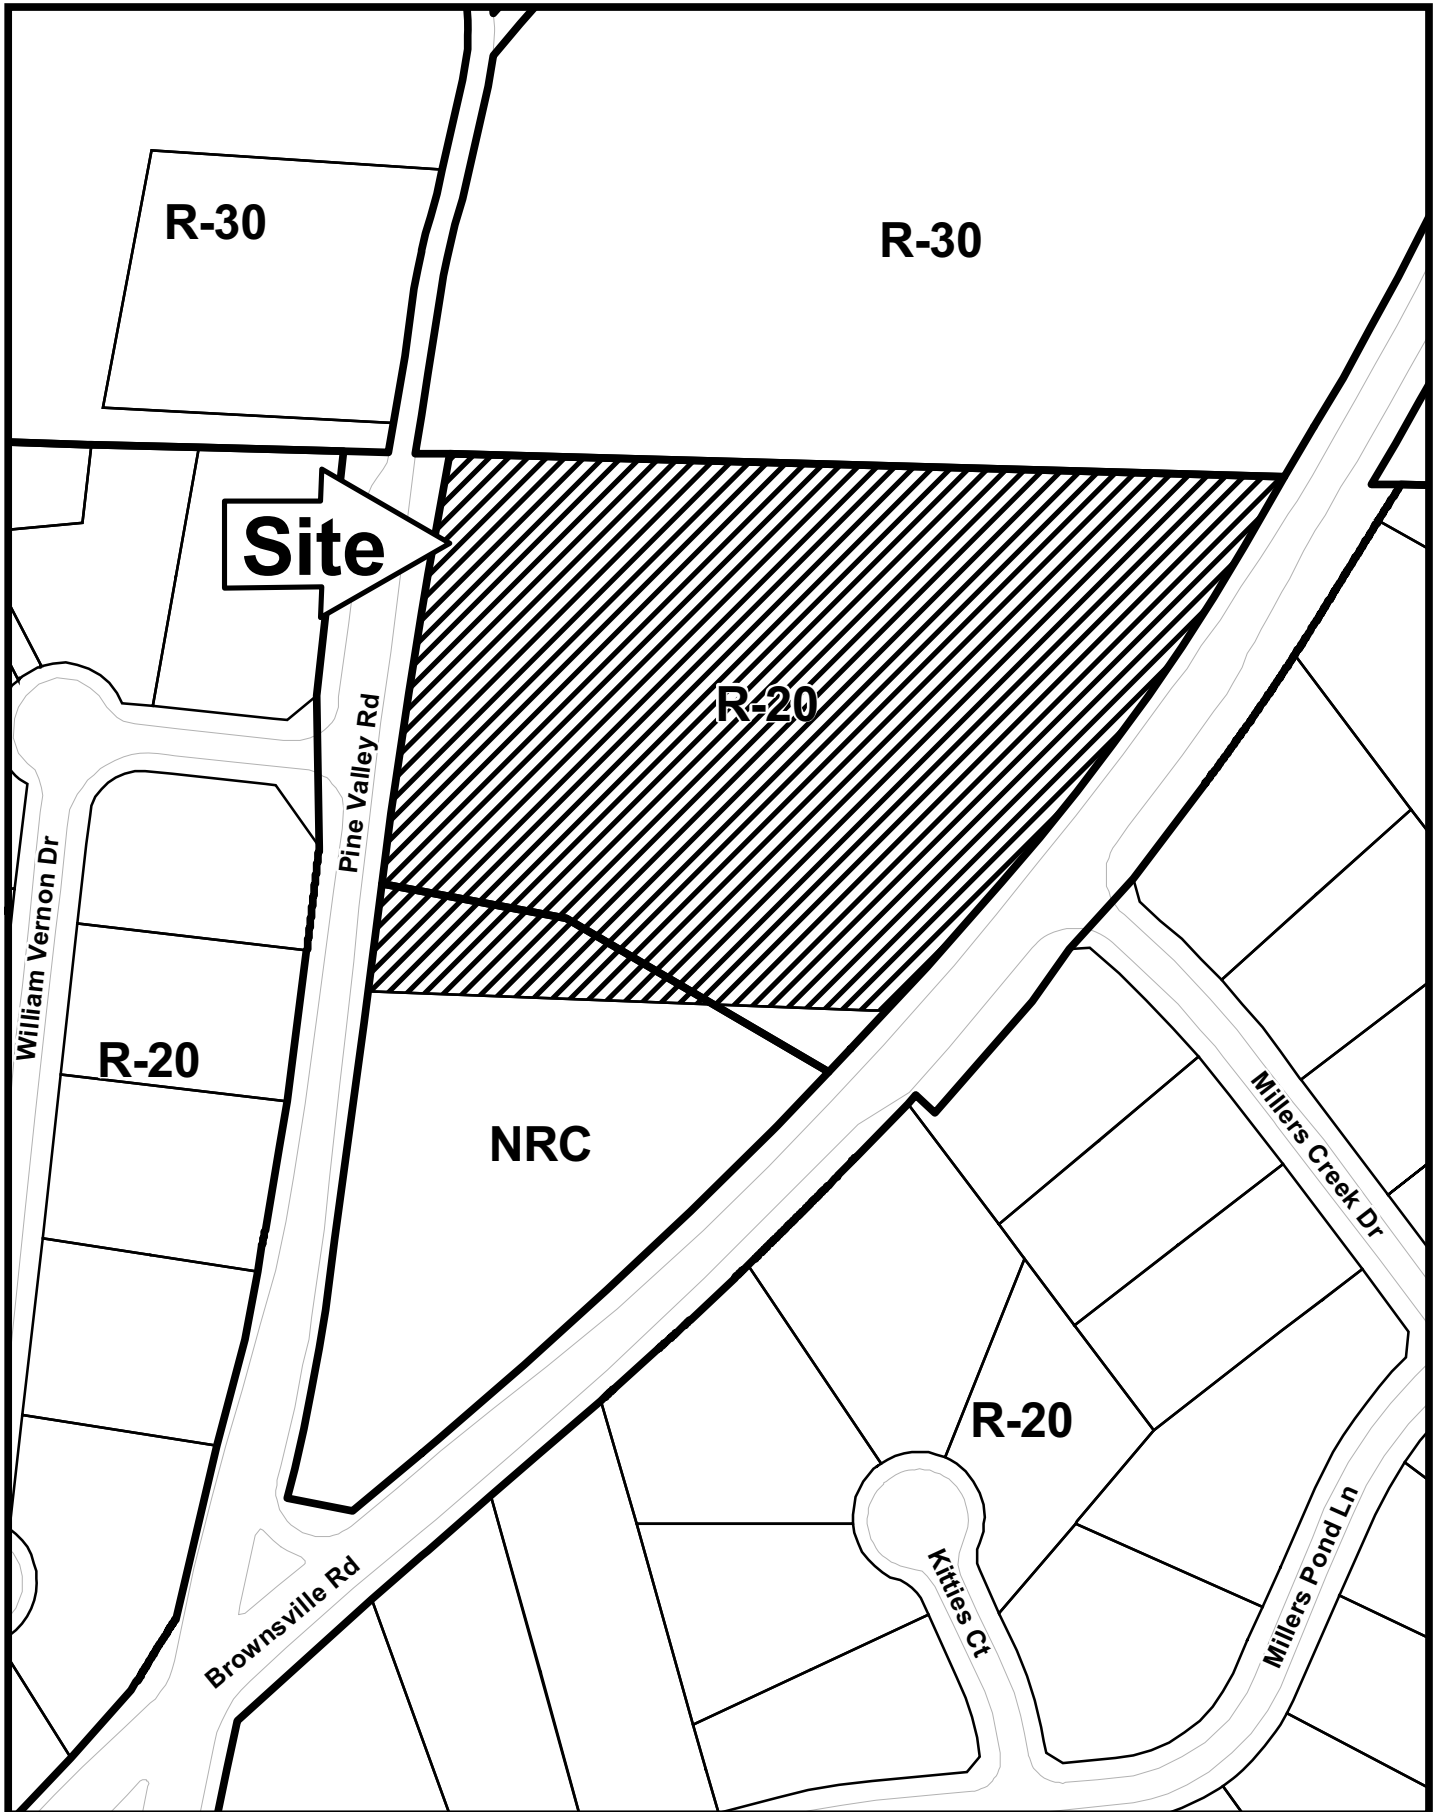 R-30
R-30
Site
R-20
Pine Valley Rd
William Vernon Dr
R-20
NRC
Millers Creek Dr
R-20
Millers Pond Ln
Kitties Ct
Brownsville Rd